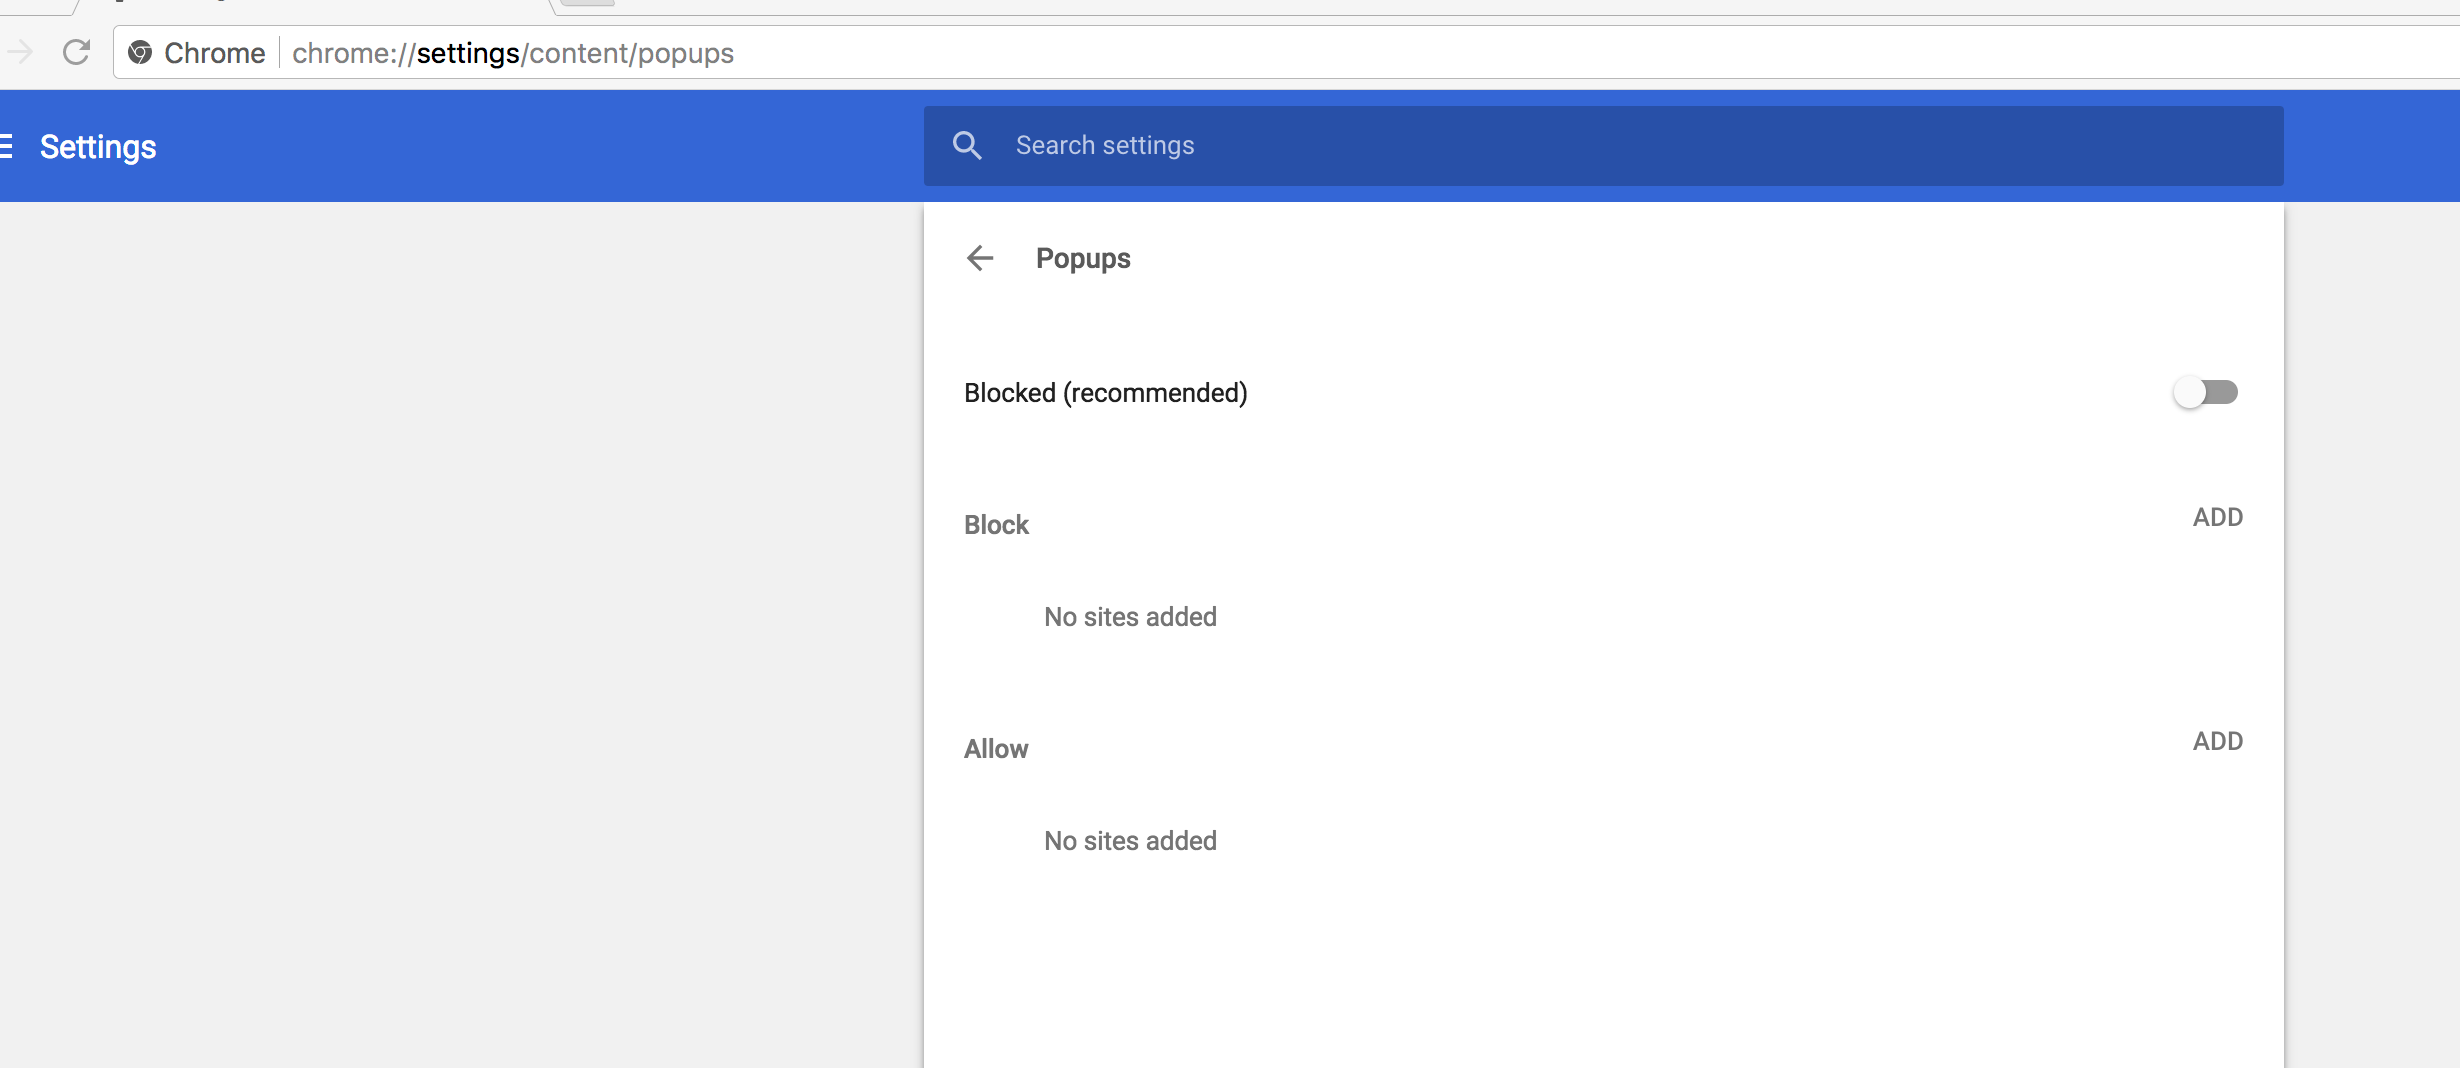 Chrome chrome://settings/content/popups
Settings
Search settings
Popups
Blocked (recommended)
Block
ADD
No sites added
Allow
ADD
No sites added